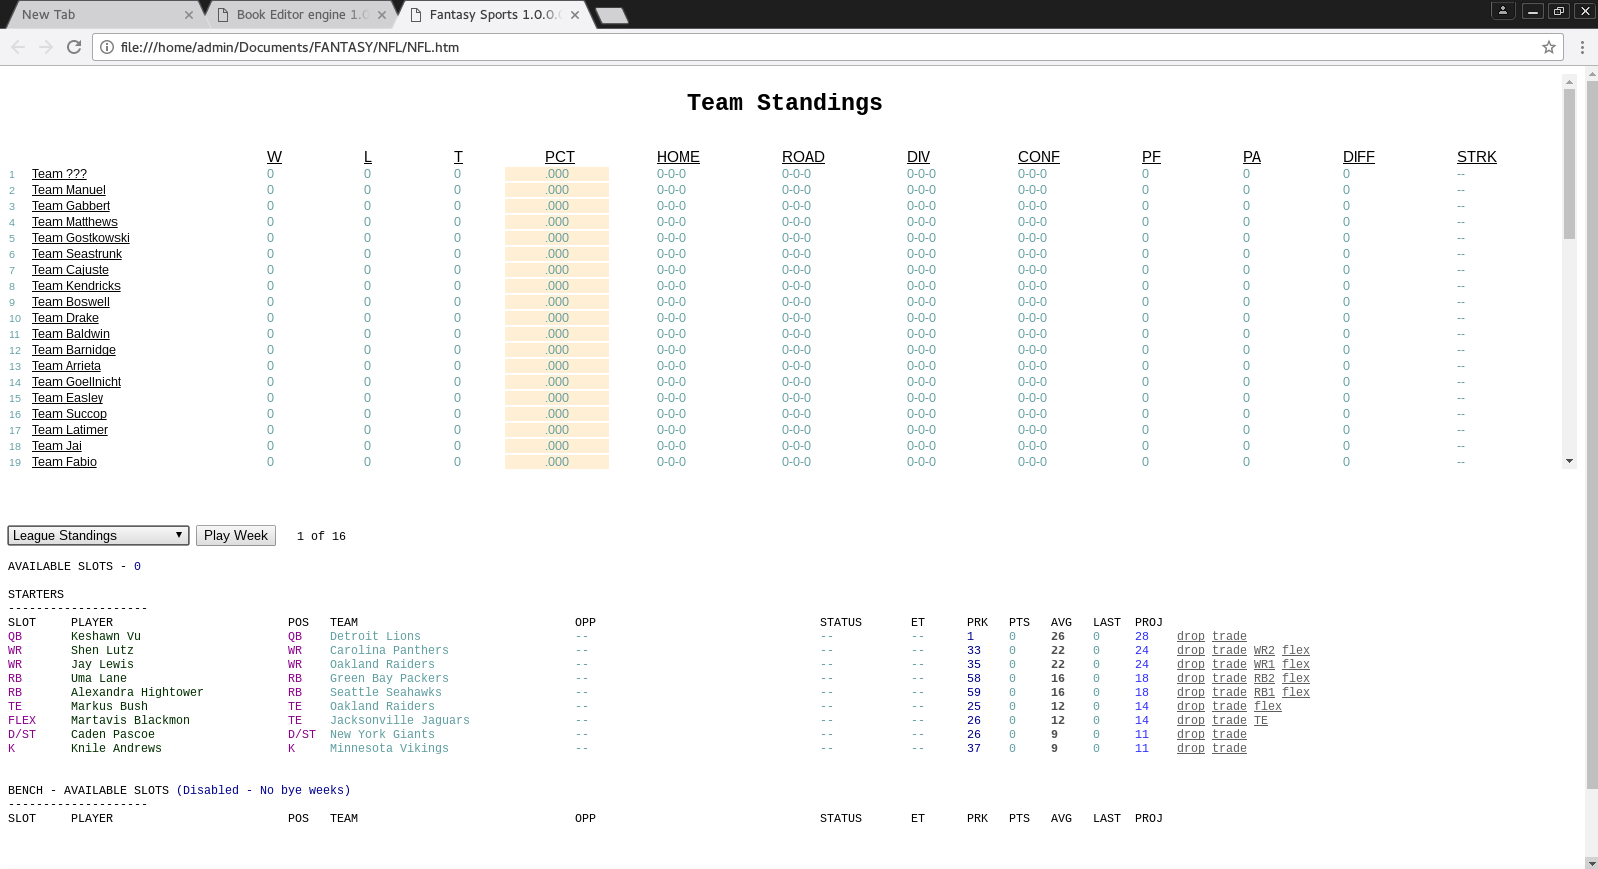 New Tab
Book Editor engine 1.0
Fantasy Sports 1.0.0.0
file:///home/admin/Documents/FANTASY/NFL/NFL.htm
Team Standings
W L T PCT HOME ROAD DIV CONF PF PA DIFF STRK
1 Team ??? 0 0 0 .000 0-0-0 0-0-0 0-0-0 0-0-0 0 0 0 --
2 Team Manuel 0 0 0 .000 0-0-0 0-0-0 0-0-0 0-0-0 0 0 0 --
3 Team Gabbert 0 0 0 .000 0-0-0 0-0-0 0-0-0 0-0-0 0 0 0 --
4 Team Matthews 0 0 0 .000 0-0-0 0-0-0 0-0-0 0-0-0 0 0 0 --
5 Team Gostkowski 0 0 0 .000 0-0-0 0-0-0 0-0-0 0-0-0 0 0 0 --
6 Team Seastrunk 0 0 0 .000 0-0-0 0-0-0 0-0-0 0-0-0 0 0 0 --
7 Team Cajuste 0 0 0 .000 0-0-0 0-0-0 0-0-0 0-0-0 0 0 0 --
8 Team Kendricks 0 0 0 .000 0-0-0 0-0-0 0-0-0 0-0-0 0 0 0 --
9 Team Boswell 0 0 0 .000 0-0-0 0-0-0 0-0-0 0-0-0 0 0 0 --
10 Team Drake 0 0 0 .000 0-0-0 0-0-0 0-0-0 0-0-0 0 0 0 --
11 Team Baldwin 0 0 0 .000 0-0-0 0-0-0 0-0-0 0-0-0 0 0 0 --
12 Team Barnidge 0 0 0 .000 0-0-0 0-0-0 0-0-0 0-0-0 0 0 0 --
13 Team Arrieta 0 0 0 .000 0-0-0 0-0-0 0-0-0 0-0-0 0 0 0 --
14 Team Goellnicht 0 0 0 .000 0-0-0 0-0-0 0-0-0 0-0-0 0 0 0 --
15 Team Easley 0 0 0 .000 0-0-0 0-0-0 0-0-0 0-0-0 0 0 0 --
16 Team Succop 0 0 0 .000 0-0-0 0-0-0 0-0-0 0-0-0 0 0 0 --
17 Team Latimer 0 0 0 .000 0-0-0 0-0-0 0-0-0 0-0-0 0 0 0 --
18 Team Jai 0 0 0 .000 0-0-0 0-0-0 0-0-0 0-0-0 0 0 0 --
19 Team Fabio 0 0 0 .000 0-0-0 0-0-0 0-0-0 0-0-0 0 0 0 --
League Standings Play Week 1 of 16
AVAILABLE SLOTS - 0
STARTERS
--------------------
SLOT PLAYER POS TEAM OPP STATUS ET PRK PTS AVG LAST PROJ
QB Keshawn Vu QB Detroit Lions -- -- -- 1 0 26 0 28 drop trade
WR Shen Lutz WR Carolina Panthers -- -- -- 33 0 22 0 24 drop trade WR2 flex
WR Jay Lewis WR Oakland Raiders -- -- -- 35 0 22 0 24 drop trade WR1 flex
RB Uma Lane RB Green Bay Packers -- -- -- 58 0 16 0 18 drop trade RB2 flex
RB Alexandra Hightower RB Seattle Seahawks -- -- -- 59 0 16 0 18 drop trade RB1 flex
TE Markus Bush TE Oakland Raiders -- -- -- 25 0 12 0 14 drop trade flex
FLEX Martavis Blackmon TE Jacksonville Jaguars -- -- -- 26 0 12 0 14 drop trade TE
D/ST Caden Pascoe D/ST New York Giants -- -- -- 26 0 9 0 11 drop trade
K Knile Andrews K Minnesota Vikings -- -- -- 37 0 9 0 11 drop trade
BENCH - AVAILABLE SLOTS (Disabled - No bye weeks)
--------------------
SLOT PLAYER POS TEAM OPP STATUS ET PRK PTS AVG LAST PROJ